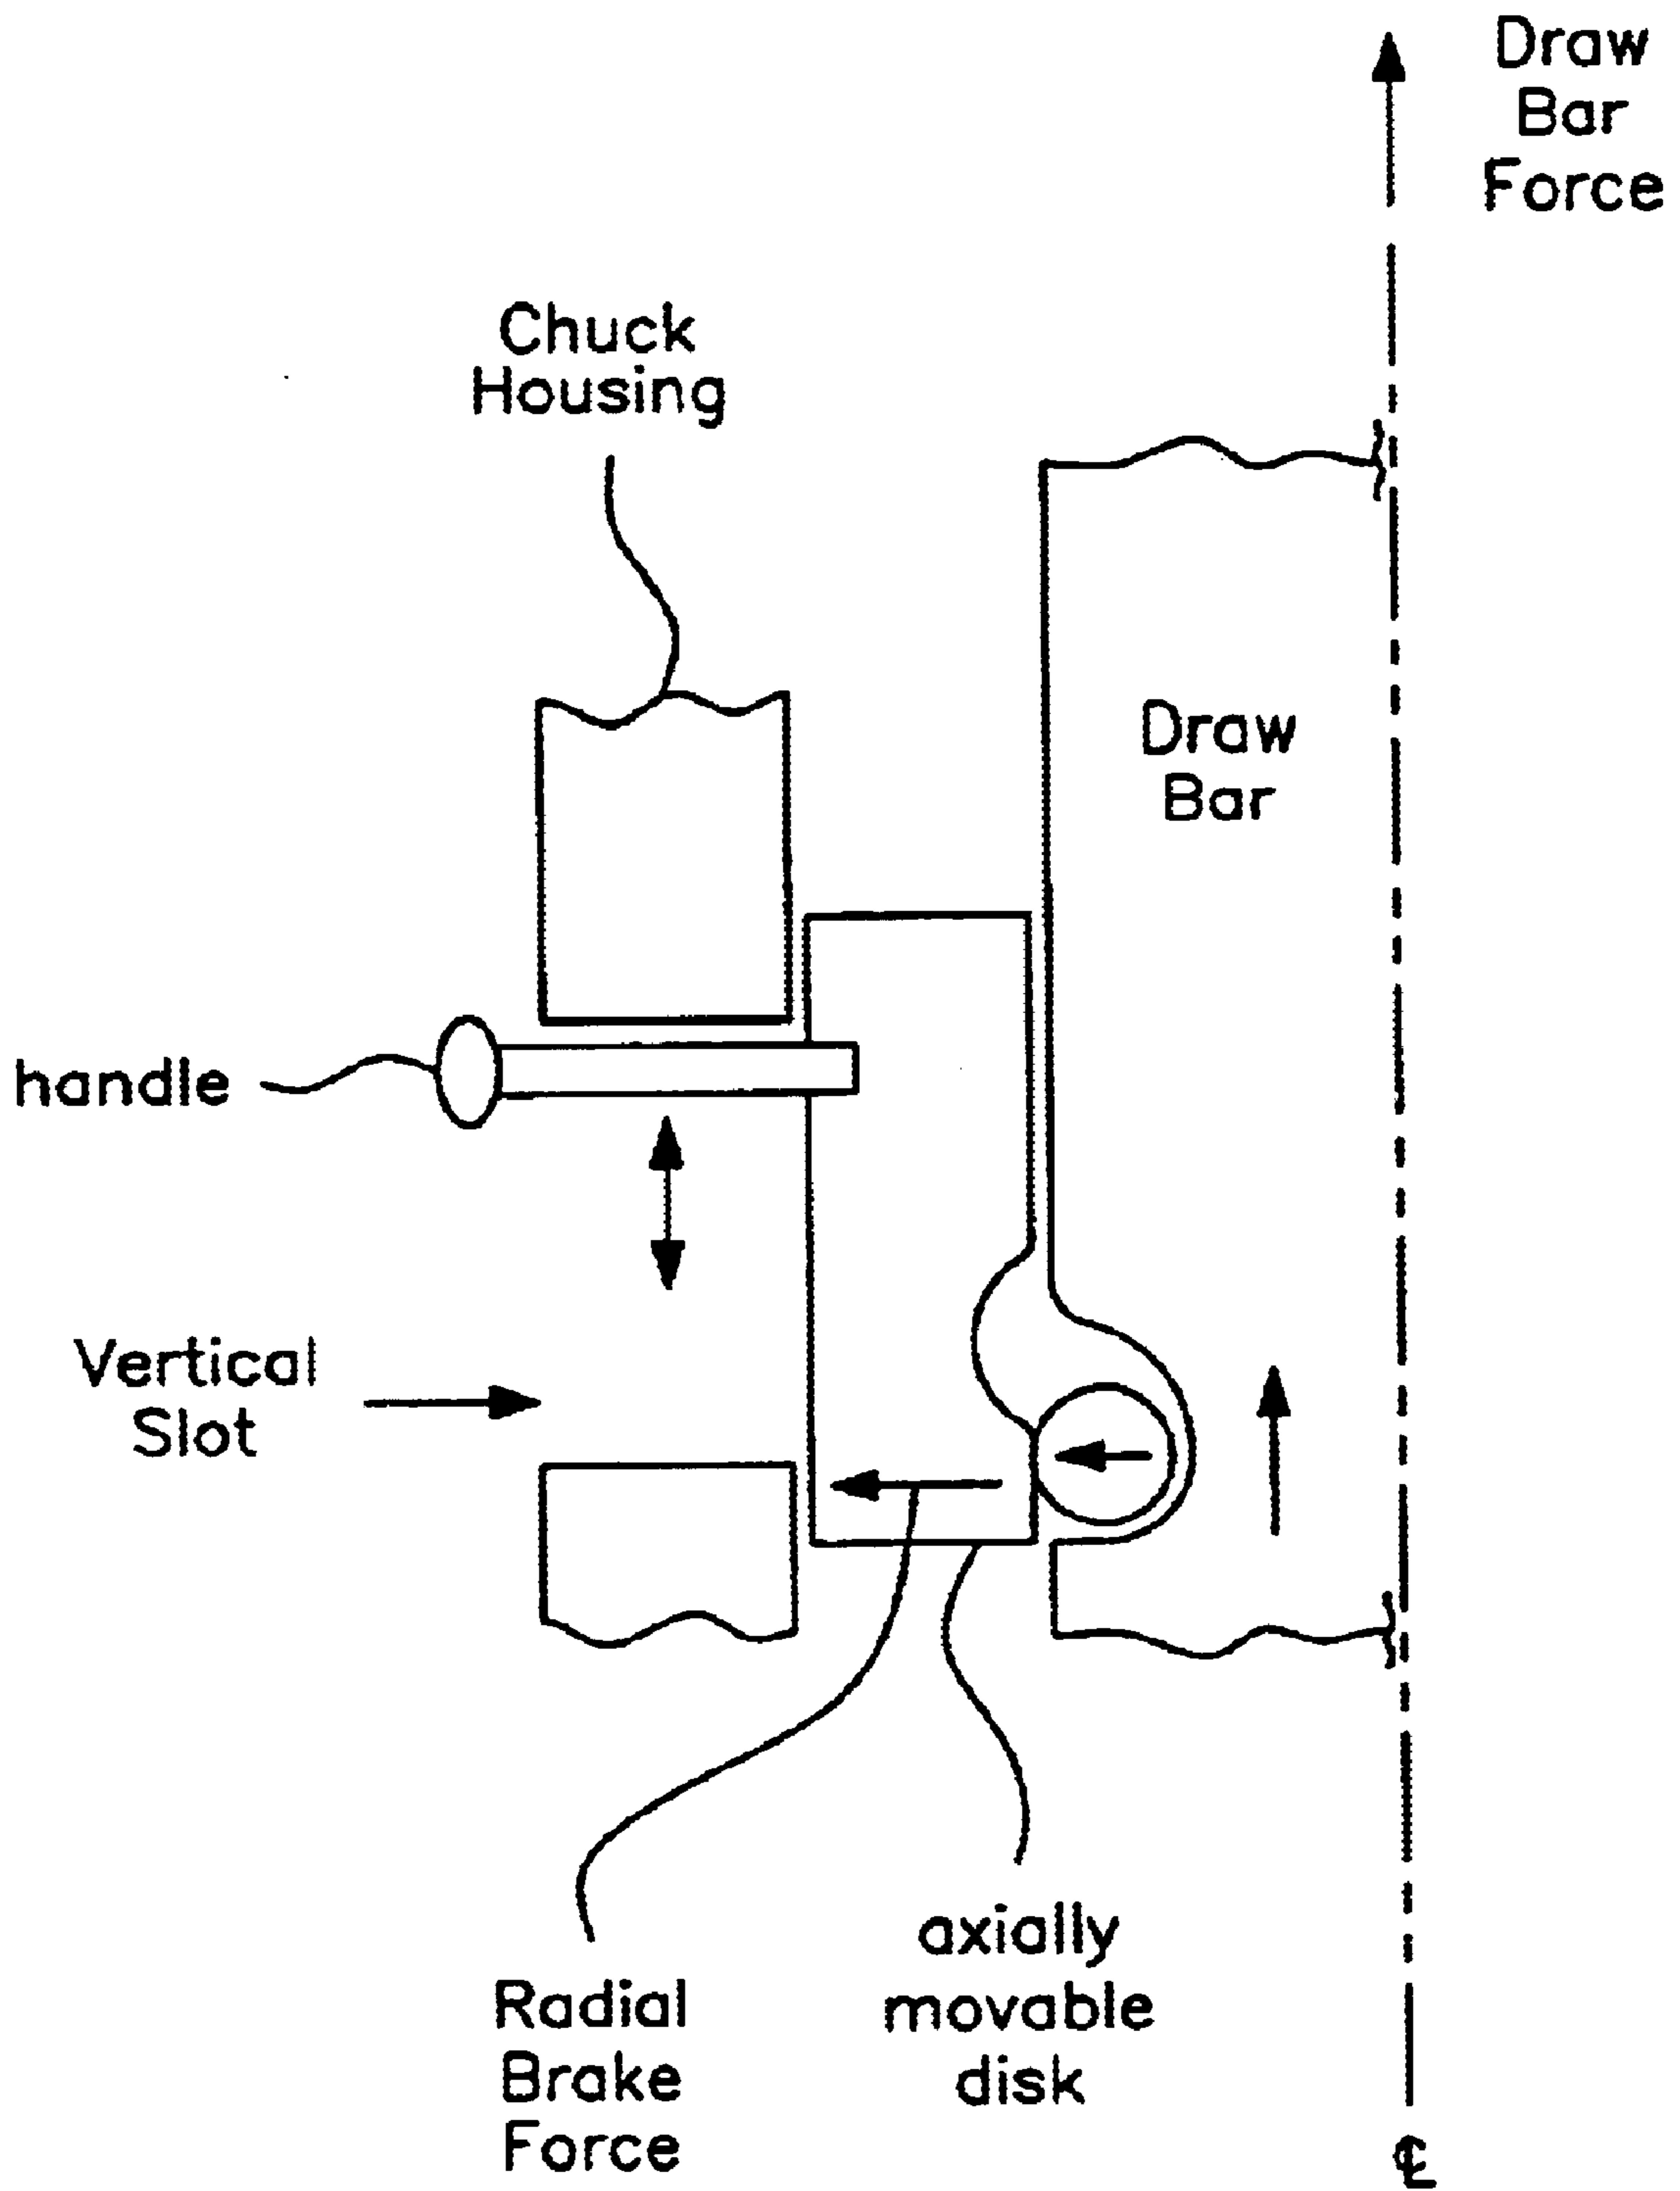 Draw
Bar
Force
Chuck
Housing
Draw
Bar
handle
Vertical
Slot
axially
movable
disk
Radial
Brake
Force
℄